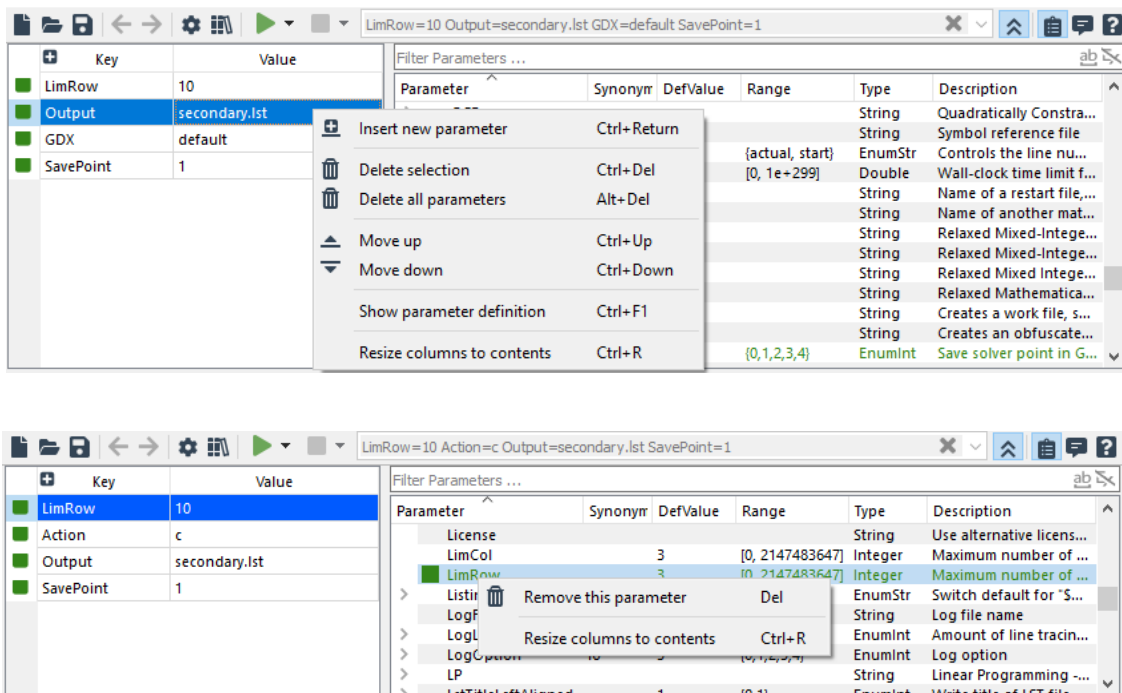 LimRow=10 Output=secondary.lst GDX=default SavePoint=1
Key Value
Filter Parameters ...
LimRow 10
Output secondary.lst
GDX default
SavePoint 1
Parameter Synonym DefValue Range Type Description
String Quadratically Constra...
String Symbol reference file
{actual, start} EnumStr Controls the line nu...
[0, 1e+299] Double Wall-clock time limit f...
String Name of a restart file,...
String Name of another mat...
String Relaxed Mixed-Intege...
String Relaxed Mixed-Intege...
String Relaxed Mixed Intege...
String Relaxed Mathematica...
String Creates a work file, s...
String Creates an obfuscate...
{0,1,2,3,4} EnumInt Save solver point in G...
Insert new parameter Ctrl+Return
Delete selection Ctrl+Del
Delete all parameters Alt+Del
Move up Ctrl+Up
Move down Ctrl+Down
Show parameter definition Ctrl+F1
Resize columns to contents Ctrl+R
LimRow=10 Action=c Output=secondary.lst SavePoint=1
Key Value
Filter Parameters ...
LimRow 10
Action c
Output secondary.lst
SavePoint 1
Parameter Synonym DefValue Range Type Description
License String Use alternative licens...
LimCol 3 [0, 2147483647] Integer Maximum number of ...
LimRow 3 [0, 2147483647] Integer Maximum number of ...
EnumStr Switch default for "$...
String Log file name
EnumInt Amount of line tracin...
LogOption EnumInt Log option
LP String Linear Programming -...
Remove this parameter Del
Resize columns to contents Ctrl+R